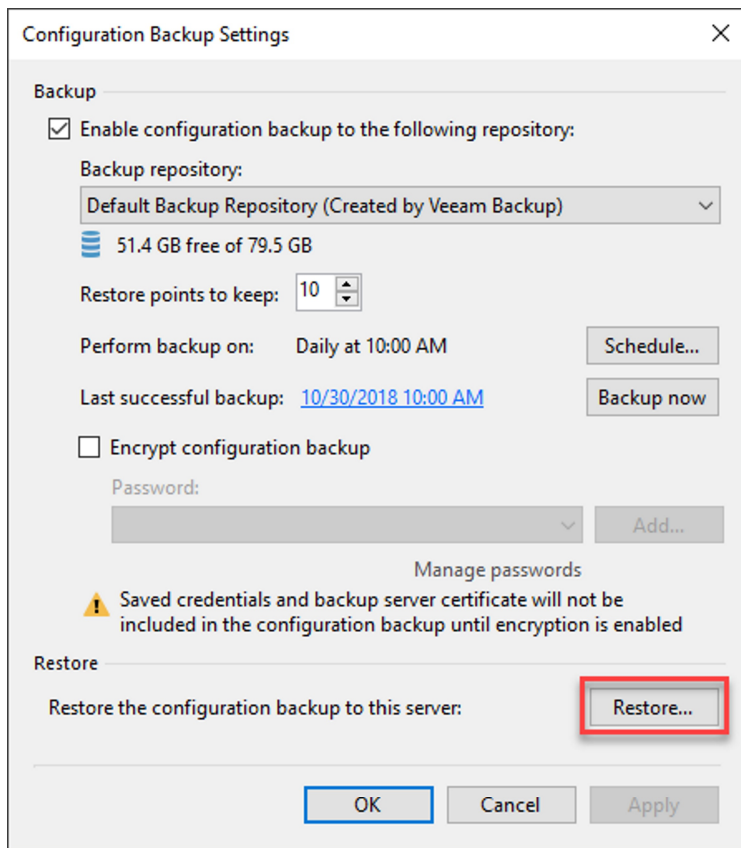 Configuration Backup Settings
Backup
Enable configuration backup to the following repository:
Backup repository:
Default Backup Repository (Created by Veeam Backup)
51.4 GB free of 79.5 GB
Restore points to keep: 10
Perform backup on: Daily at 10:00 AM Schedule...
Last successful backup: 10/30/2018 10:00 AM Backup now
Encrypt configuration backup
Password:
Add...
Manage passwords
Saved credentials and backup server certificate will not be
included in the configuration backup until encryption is enabled
Restore
Restore the configuration backup to this server: Restore...
OK Cancel Apply